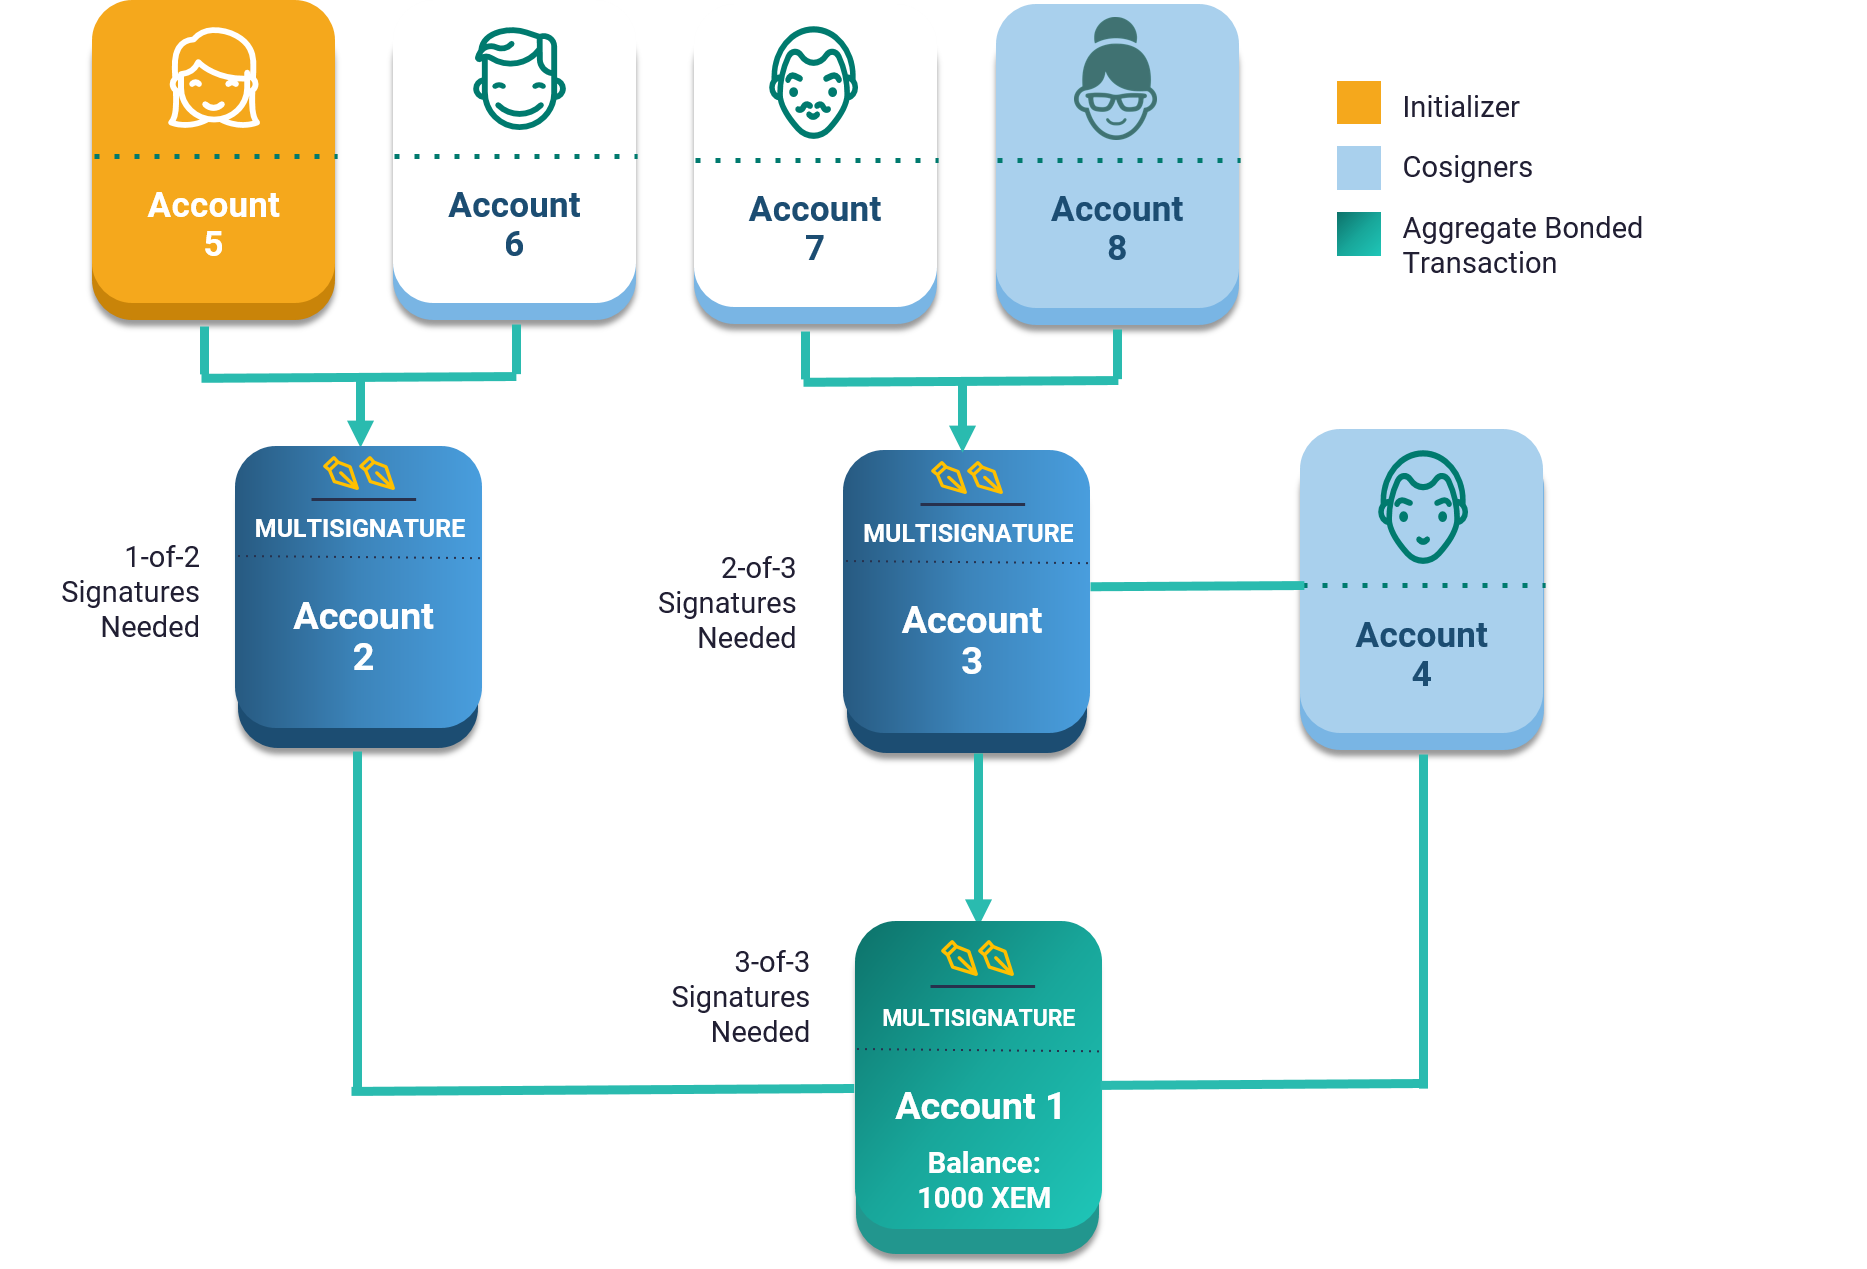 Account
5
Account
6
Account
7
Account
8
Initializer
Cosigners
Aggregate Bonded
Transaction
1-of-2
Signatures
Needed
MULTISIGNATURE
Account
2
2-of-3
Signatures
Needed
MULTISIGNATURE
Account
3
Account
4
3-of-3
Signatures
Needed
MULTISIGNATURE
Account 1
Balance:
1000 XEM